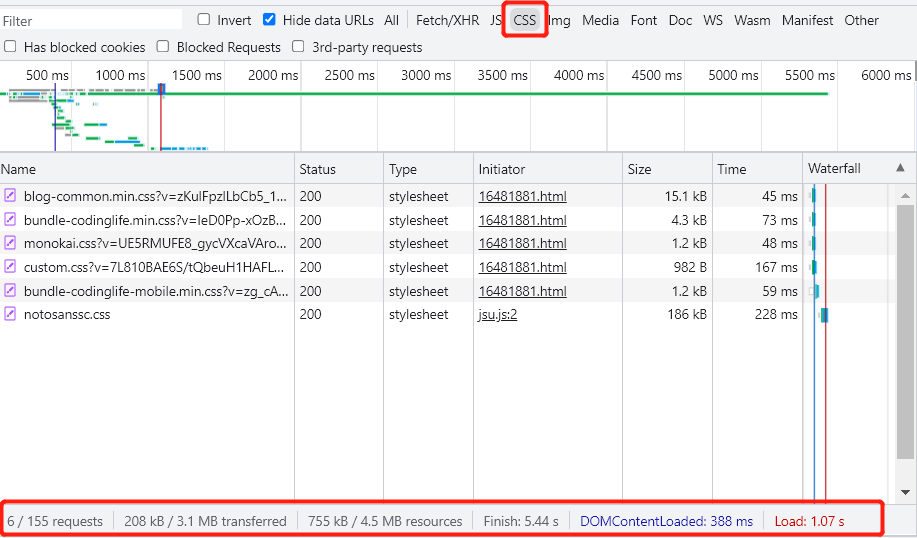 Filter Invert Hide data URLs All Fetch/XHR JS CSS Img Media Font Doc WS Wasm Manifest Other
Has blocked cookies Blocked Requests 3rd-party requests
500 ms 1000 ms 1500 ms 2000 ms 2500 ms 3000 ms 3500 ms 4000 ms 4500 ms 5000 ms 5500 ms 6000 ms
Name Status Type Initiator Size Time Waterfall
blog-common.min.css?v=zKulFpzlLbCb5_1... 200 stylesheet 16481881.html 15.1 kB 45 ms
bundle-codinglife.min.css?v=IeD0Pp-xOzB... 200 stylesheet 16481881.html 4.3 kB 73 ms
monokai.css?v=UE5RMUFE8_gycVXcaVAro... 200 stylesheet 16481881.html 1.2 kB 48 ms
custom.css?v=7L810BAE6S/tQbeuH1HAFL... 200 stylesheet 16481881.html 982 B 167 ms
bundle-codinglife-mobile.min.css?v=zg_cA... 200 stylesheet 16481881.html 1.2 kB 59 ms
notosanssc.css 200 stylesheet jsu.js:2 186 kB 228 ms
6 / 155 requests 208 kB / 3.1 MB transferred 755 kB / 4.5 MB resources Finish: 5.44 s DOMContentLoaded: 388 ms Load: 1.07 s